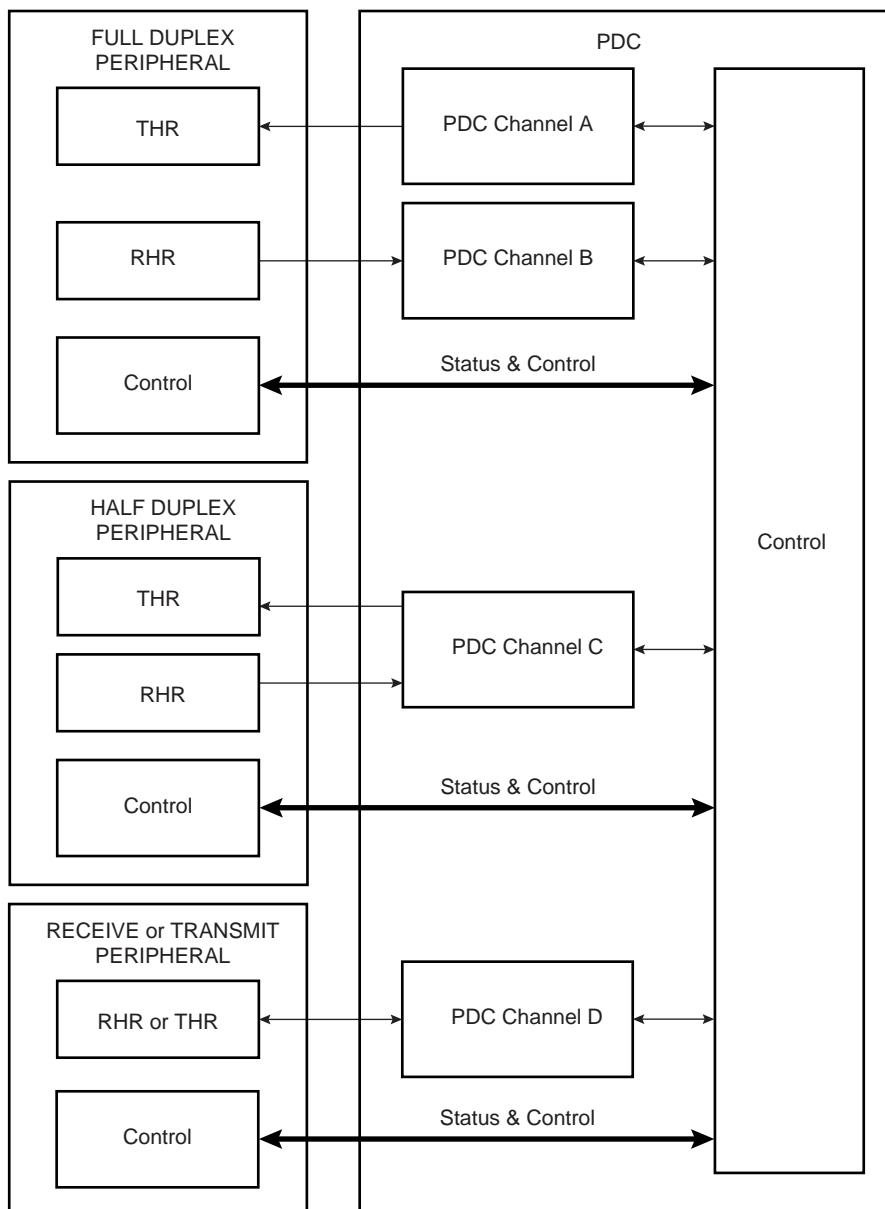 FULL DUPLEX
PERIPHERAL
PDC
THR
PDC Channel A
RHR
PDC Channel B
Control
Status & Control
HALF DUPLEX
PERIPHERAL
Control
THR
PDC Channel C
RHR
Control
Status & Control
RECEIVE or TRANSMIT
PERIPHERAL
RHR or THR
PDC Channel D
Control
Status & Control